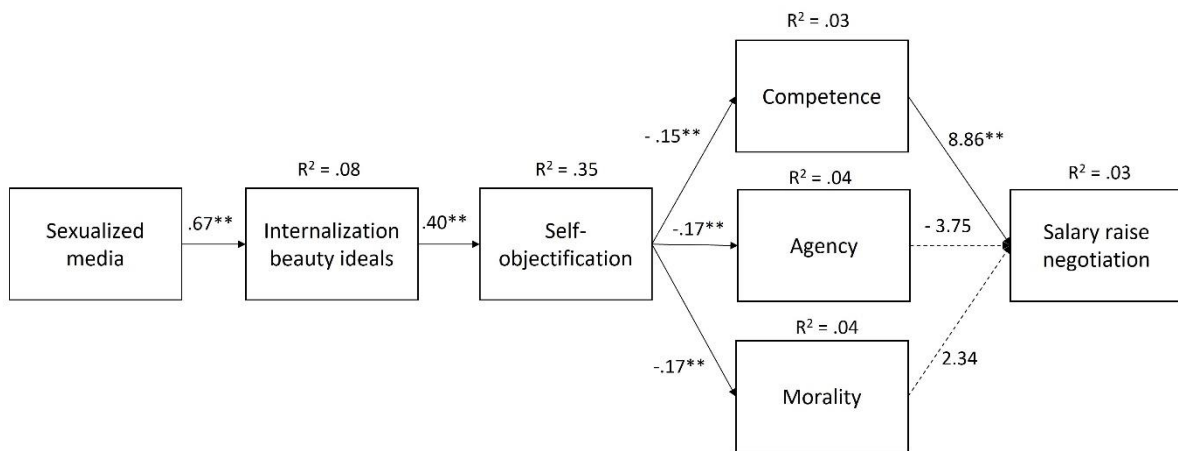 R² = .03
Competence
- .15**
8.86**
R² = .08
R² = .35
R² = .04
R² = .03
Sexualized
media
.67**
Internalization
beauty ideals
.40**
Self-
objectification
-.17**
Agency
- 3.75
Salary raise
negotiation
R² = .04
-.17**
Morality
2.34